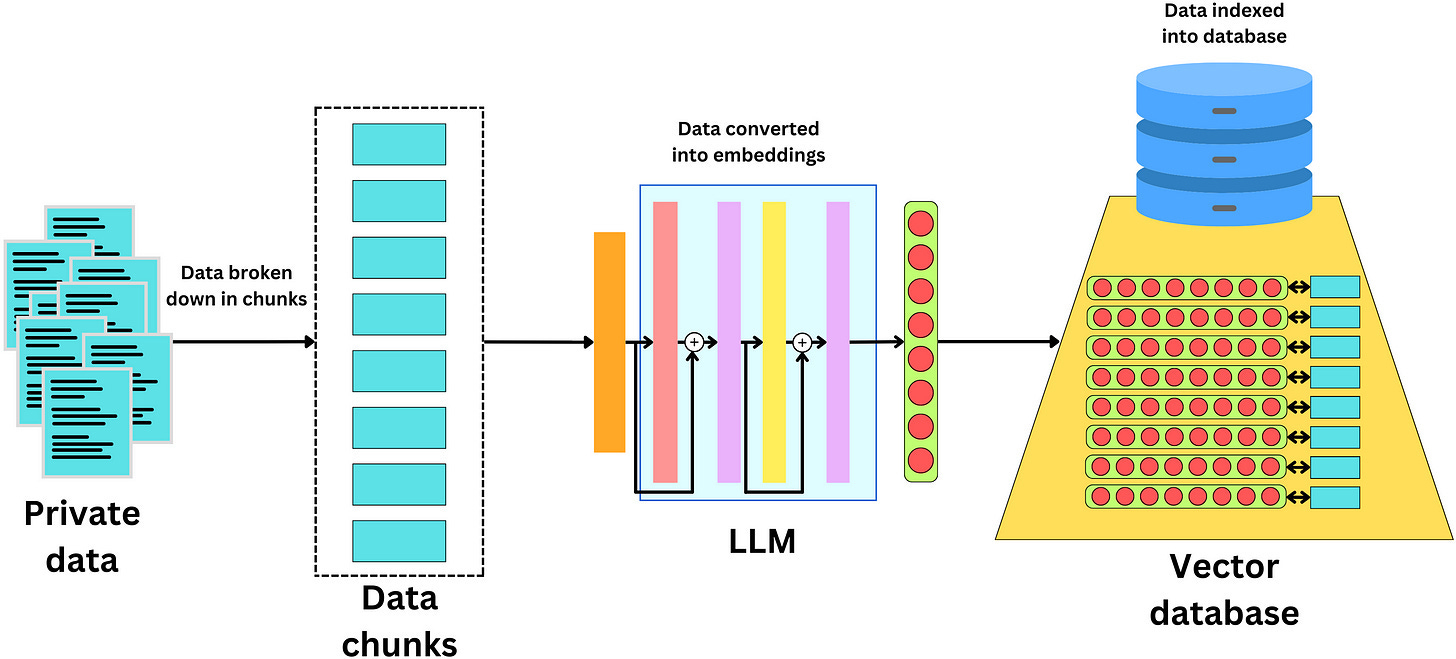 Private
data
Data broken
down in chunks
Data
chunks
Data converted
into embeddings
LLM
Data indexed
into database
Vector
database